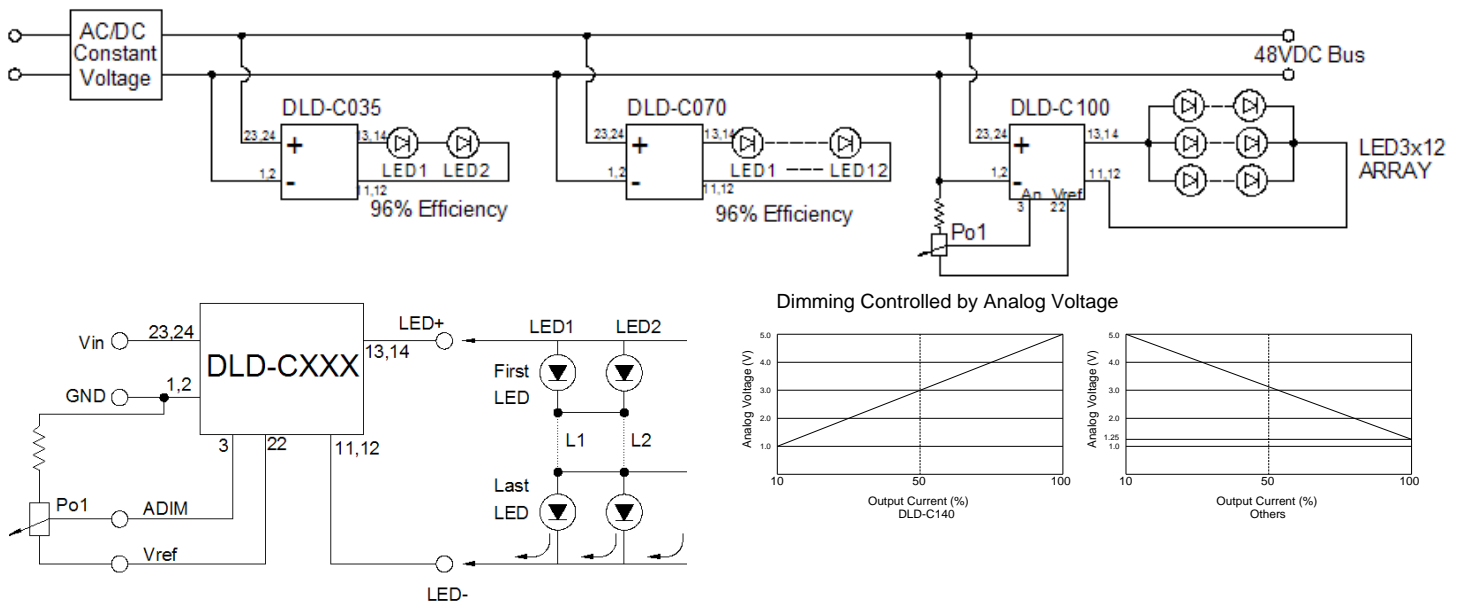 AC/DC
Constant
Voltage
48VDC Bus
DLD-C035
23,24
+
13,14
1,2
-
11,12
LED1 LED2
96% Efficiency
DLD-C070
23,24
+
13,14
1,2
-
11,12
LED1 ---- LED12
96% Efficiency
DLD-C100
23,24
+
13,14
1,2
-
11,12
An Vref
3 22
Po1
LED3x12
ARRAY
Vin
23,24
DLD-CXXX
13,14
LED+
GND
1,2
3
22
11,12
Po1
ADIM
Vref
LED-
LED1
LED2
First
LED
L1
L2
Last
LED
Dimming Controlled by Analog Voltage
Analog Voltage (V)
5.0
4.0
3.0
2.0
1.0
10
50
100
Output Current (%)
DLD-C140
Analog Voltage (V)
5.0
4.0
3.0
2.0
1.25
1.0
10
50
100
Output Current (%)
Others